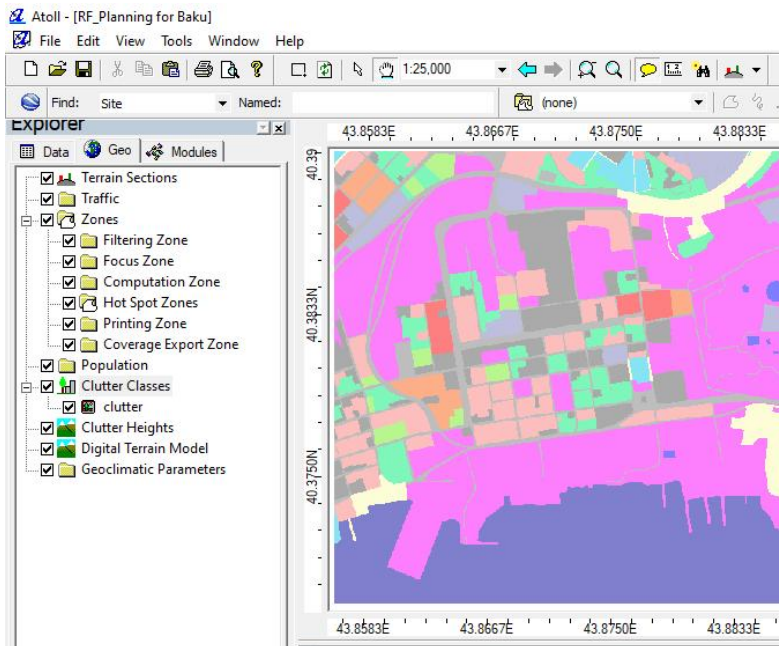 Atoll - [RF_Planning for Baku]
File Edit View Tools Window Help
1:25,000
Find: Site Named: (none)
Explorer
Data Geo Modules
43.8583E 43.8667E 43.8750E 43.8833E
Terrain Sections
Traffic
Zones
Filtering Zone
Focus Zone
Computation Zone
Hot Spot Zones
Printing Zone
Coverage Export Zone
Population
Clutter Classes
clutter
Clutter Heights
Digital Terrain Model
Geoclimatic Parameters
40.39
40.3833N
40.3750N
43.8583E 43.8667E 43.8750E 43.8833E